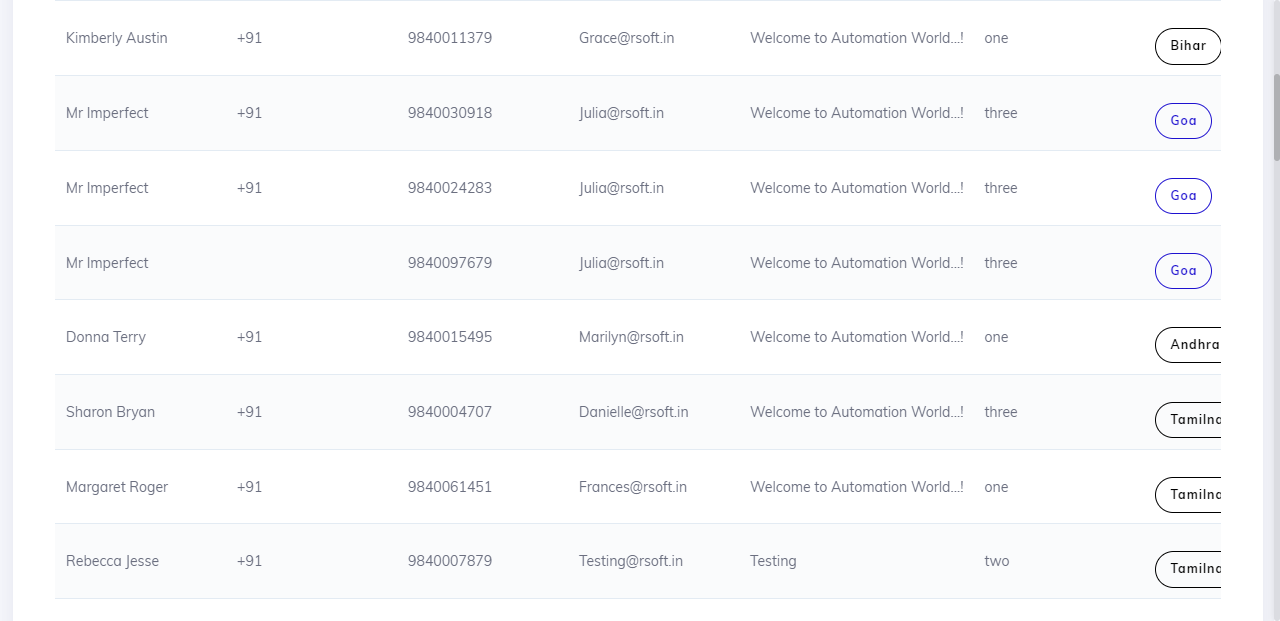 Kimberly Austin +91 9840011379 Grace@rsoft.in Welcome to Automation World...! one Bihar
Mr Imperfect +91 9840030918 Julia@rsoft.in Welcome to Automation World...! three Goa
Mr Imperfect +91 9840024283 Julia@rsoft.in Welcome to Automation World...! three Goa
Mr Imperfect 9840097679 Julia@rsoft.in Welcome to Automation World...! three Goa
Donna Terry +91 9840015495 Marilyn@rsoft.in Welcome to Automation World...! one Andhra
Sharon Bryan +91 9840004707 Danielle@rsoft.in Welcome to Automation World...! three Tamilna
Margaret Roger +91 9840061451 Frances@rsoft.in Welcome to Automation World...! one Tamilna
Rebecca Jesse +91 9840007879 Testing@rsoft.in Testing two Tamilna